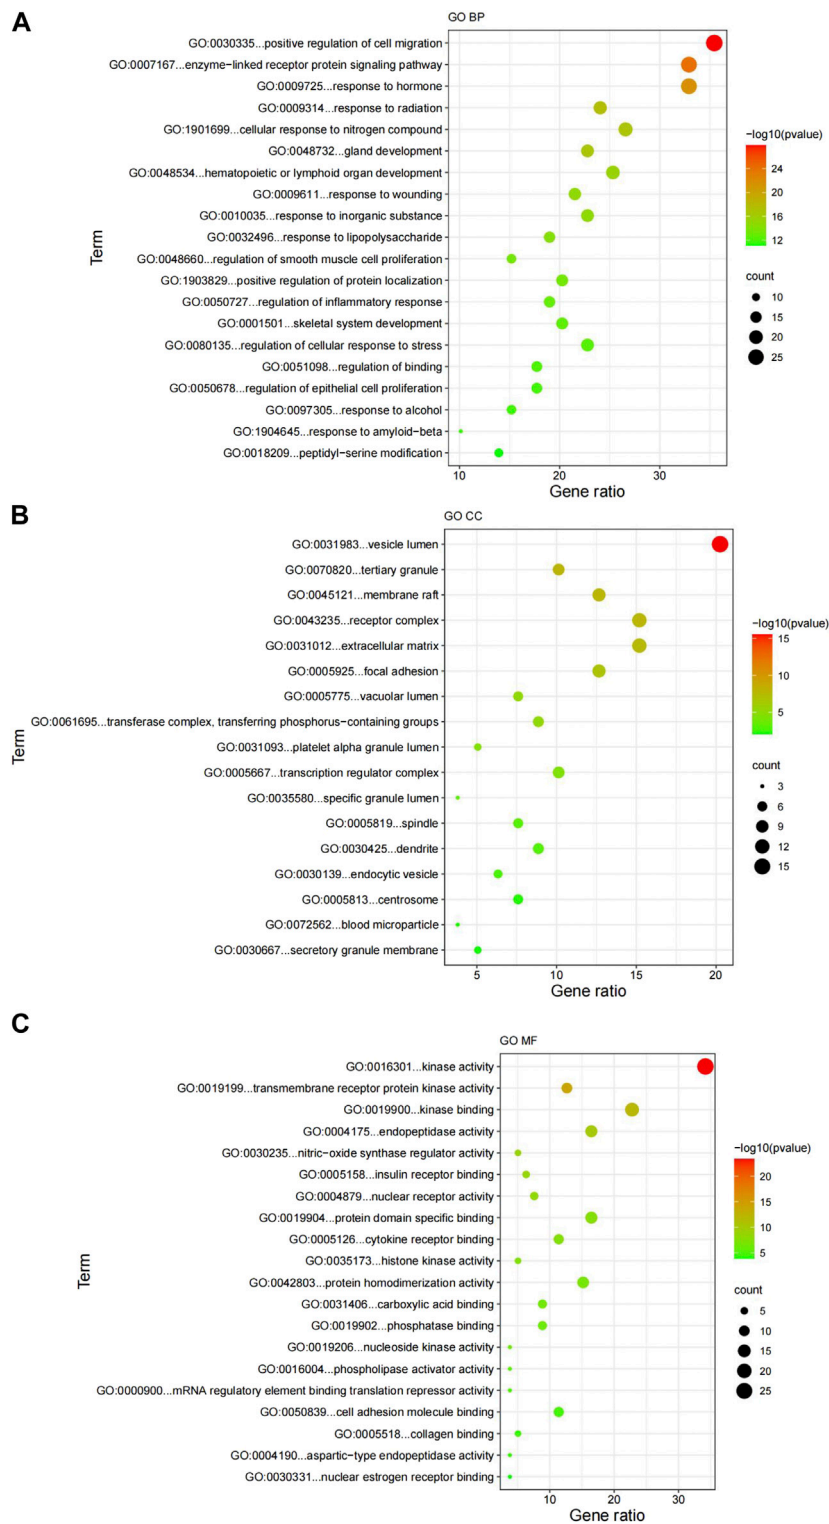 A
GO BP
GO:0030335...positive regulation of cell migration
GO:0007167...enzyme−linked receptor protein signaling pathway
GO:0009725...response to hormone
GO:0009314...response to radiation
GO:1901699...cellular response to nitrogen compound
GO:0048732...gland development
GO:0048534...hematopoietic or lymphoid organ development
GO:0009611...response to wounding
GO:0010035...response to inorganic substance
GO:0032496...response to lipopolysaccharide
GO:0048660...regulation of smooth muscle cell proliferation
GO:1903829...positive regulation of protein localization
GO:0050727...regulation of inflammatory response
GO:0001501...skeletal system development
GO:0080135...regulation of cellular response to stress
GO:0051098...regulation of binding
GO:0050678...regulation of epithelial cell proliferation
GO:0097305...response to alcohol
GO:1904645...response to amyloid−beta
GO:0018209...peptidyl−serine modification
Term
10 20 30
Gene ratio
−log10(pvalue)
24
20
16
12
count
10
15
20
25
B
GO CC
GO:0031983...vesicle lumen
GO:0070820...tertiary granule
GO:0045121...membrane raft
GO:0043235...receptor complex
GO:0031012...extracellular matrix
GO:0005925...focal adhesion
GO:0005775...vacuolar lumen
GO:0061695...transferase complex, transferring phosphorus−containing groups
GO:0031093...platelet alpha granule lumen
GO:0005667...transcription regulator complex
GO:0035580...specific granule lumen
GO:0005819...spindle
GO:0030425...dendrite
GO:0030139...endocytic vesicle
GO:0005813...centrosome
GO:0072562...blood microparticle
GO:0030667...secretory granule membrane
Term
5 10 15 20
Gene ratio
−log10(pvalue)
15
10
5
count
3
6
9
12
15
C
GO MF
GO:0016301...kinase activity
GO:0019199...transmembrane receptor protein kinase activity
GO:0019900...kinase binding
GO:0004175...endopeptidase activity
GO:0030235...nitric−oxide synthase regulator activity
GO:0005158...insulin receptor binding
GO:0004879...nuclear receptor activity
GO:0019904...protein domain specific binding
GO:0005126...cytokine receptor binding
GO:0035173...histone kinase activity
GO:0042803...protein homodimerization activity
GO:0031406...carboxylic acid binding
GO:0019902...phosphatase binding
GO:0019206...nucleoside kinase activity
GO:0016004...phospholipase activator activity
GO:0000900...mRNA regulatory element binding translation repressor activity
GO:0050839...cell adhesion molecule binding
GO:0005518...collagen binding
GO:0004190...aspartic−type endopeptidase activity
GO:0030331...nuclear estrogen receptor binding
Term
10 20 30
Gene ratio
−log10(pvalue)
20
15
10
5
count
5
10
15
20
25